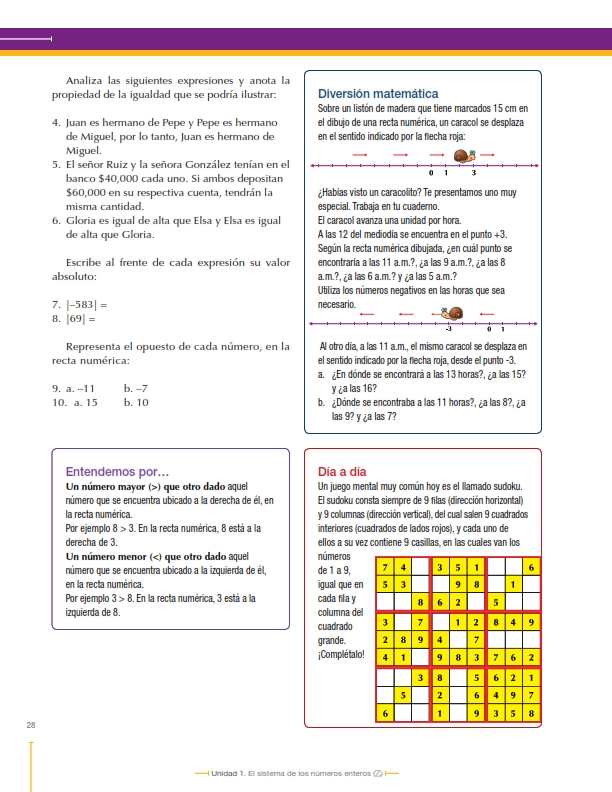 Analiza las siguientes expresiones y anota la
propiedad de la igualdad que se podría ilustrar:
4. Juan es hermano de Pepe y Pepe es hermano
de Miguel, por lo tanto, Juan es hermano de
Miguel.
5. El señor Ruiz y la señora González tenían en el
banco $40,000 cada uno. Si ambos depositan
$60,000 en su respectiva cuenta, tendrán la
misma cantidad.
6. Gloria es igual de alta que Elsa y Elsa es igual
de alta que Gloria.
Escribe al frente de cada expresión su valor
absoluto:
7. |–583| =
8. |69| =
Representa el opuesto de cada número, en la
recta numérica:
9. a. –11 b. –7
10. a. 15 b. 10
Diversión matemática
Sobre un listón de madera que tiene marcados 15 cm en
el dibujo de una recta numérica, un caracol se desplaza
en el sentido indicado por la flecha roja:
0 1 3
¿Habías visto un caracolito? Te presentamos uno muy
especial. Trabaja en tu cuaderno.
El caracol avanza una unidad por hora.
A las 12 del mediodía se encuentra en el punto +3.
Según la recta numérica dibujada, ¿en cuál punto se
encontraría a las 11 a.m.?, ¿a las 9 a.m.?, ¿a las 8
a.m.?, ¿a las 6 a.m.? y ¿a las 5 a.m.?
Utiliza los números negativos en las horas que sea
necesario.
-3 0 1
Al otro día, a las 11 a.m., el mismo caracol se desplaza en
el sentido indicado por la flecha roja, desde el punto -3.
a. ¿En dónde se encontrará a las 13 horas?, ¿a las 15?
y ¿a las 16?
b. ¿Dónde se encontraba a las 11 horas?, ¿a las 8?, ¿a
las 9? y ¿a las 7?
Entendemos por...
Un número mayor (>) que otro dado aquel
número que se encuentra ubicado a la derecha de él, en
la recta numérica.
Por ejemplo 8 > 3. En la recta numérica, 8 está a la
derecha de 3.
Un número menor (<) que otro dado aquel
número que se encuentra ubicado a la izquierda de él,
en la recta numérica.
Por ejemplo 3 > 8. En la recta numérica, 3 está a la
izquierda de 8.
Día a día
Un juego mental muy común hoy es el llamado sudoku.
El sudoku consta siempre de 9 filas (dirección horizontal)
y 9 columnas (dirección vertical), del cual salen 9 cuadrados
interiores (cuadrados de lados rojos), y cada uno de
ellos a su vez contiene 9 casillas, en las cuales van los
números
de 1 a 9,
igual que en
cada fila y
columna del
cuadrado
grande.
¡Complétalo!
7 4 3 5 1 6
5 3 9 8 1
8 6 2 5
3 7 1 2 8 4 9
2 8 9 4 7
4 1 9 8 3 7 6 2
3 8 5 6 2 1
5 2 6 4 9 7
6 1 9 3 5 8
28
Unidad 1. El sistema de los números enteros